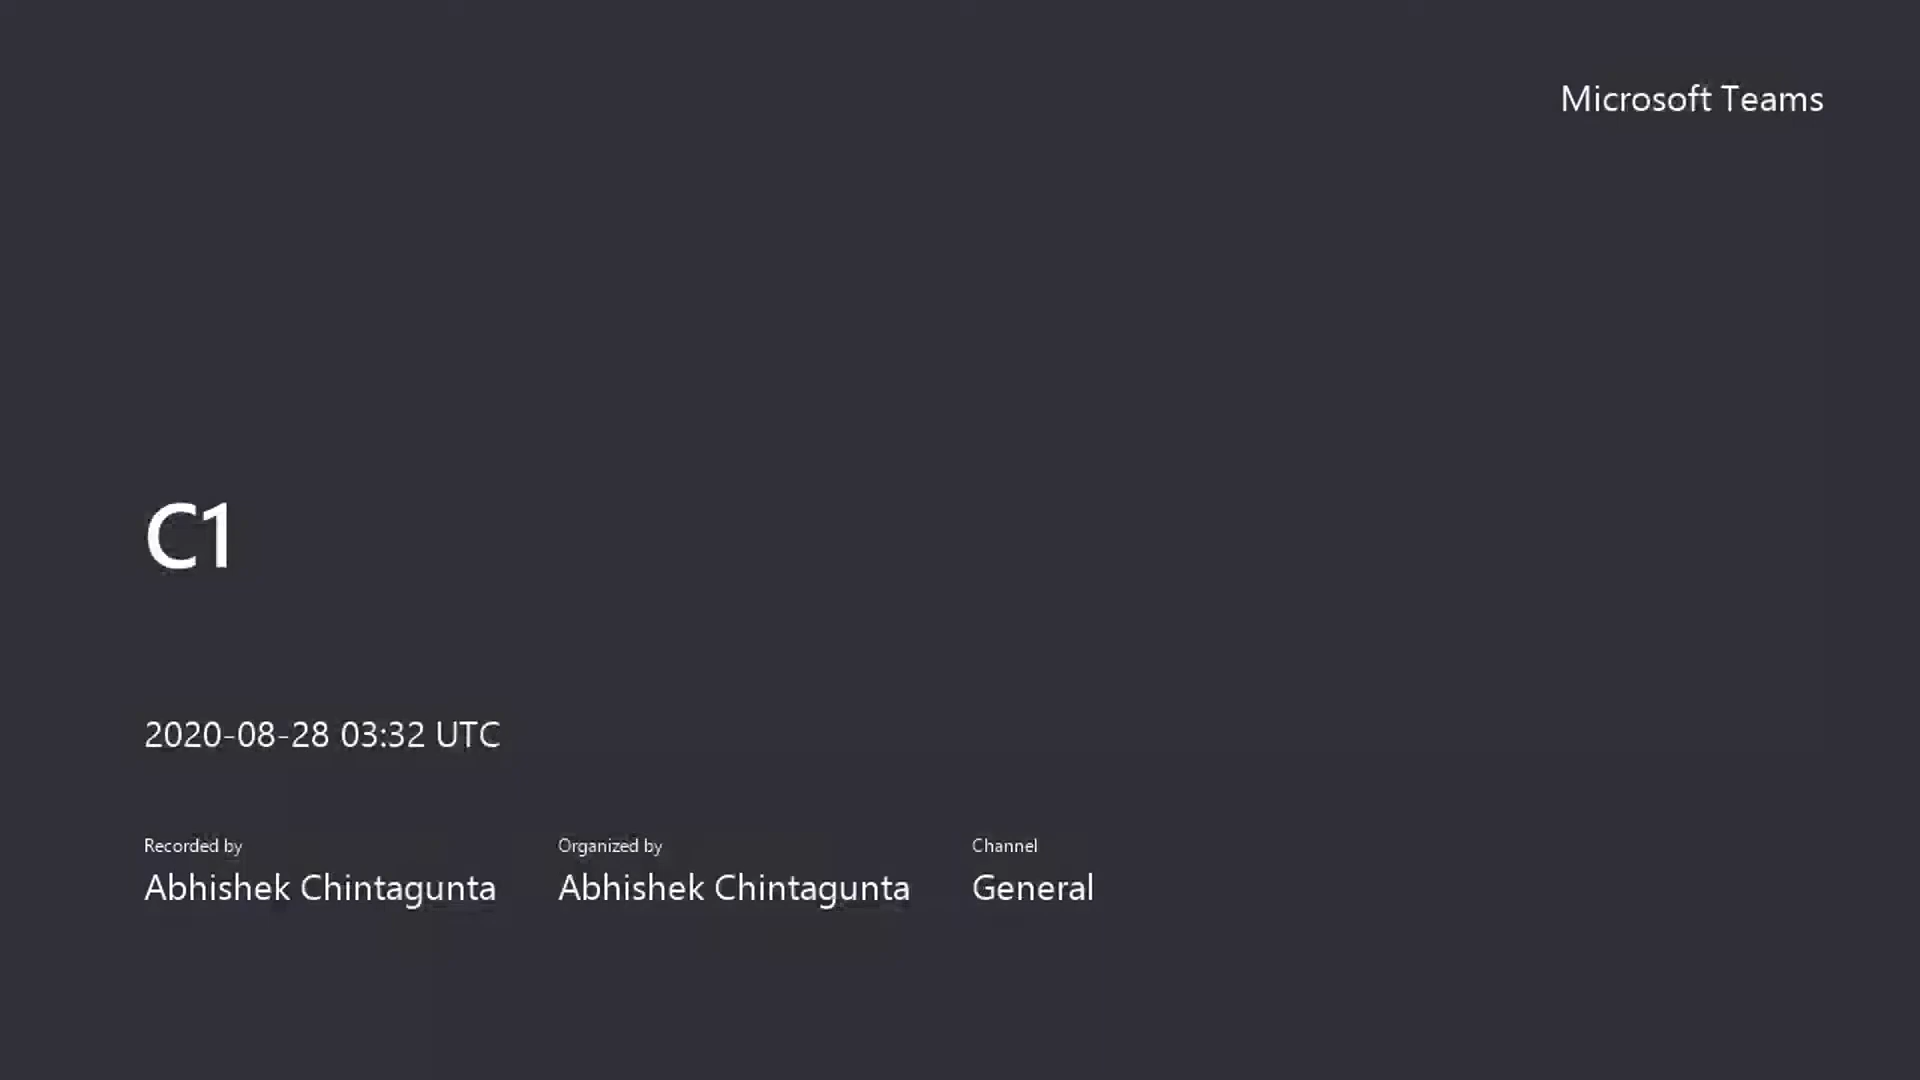 Microsoft Teams
C1
2020-08-28 03:32 UTC
Recorded by
Abhishek Chintagunta
Organized by
Abhishek Chintagunta
Channel
General